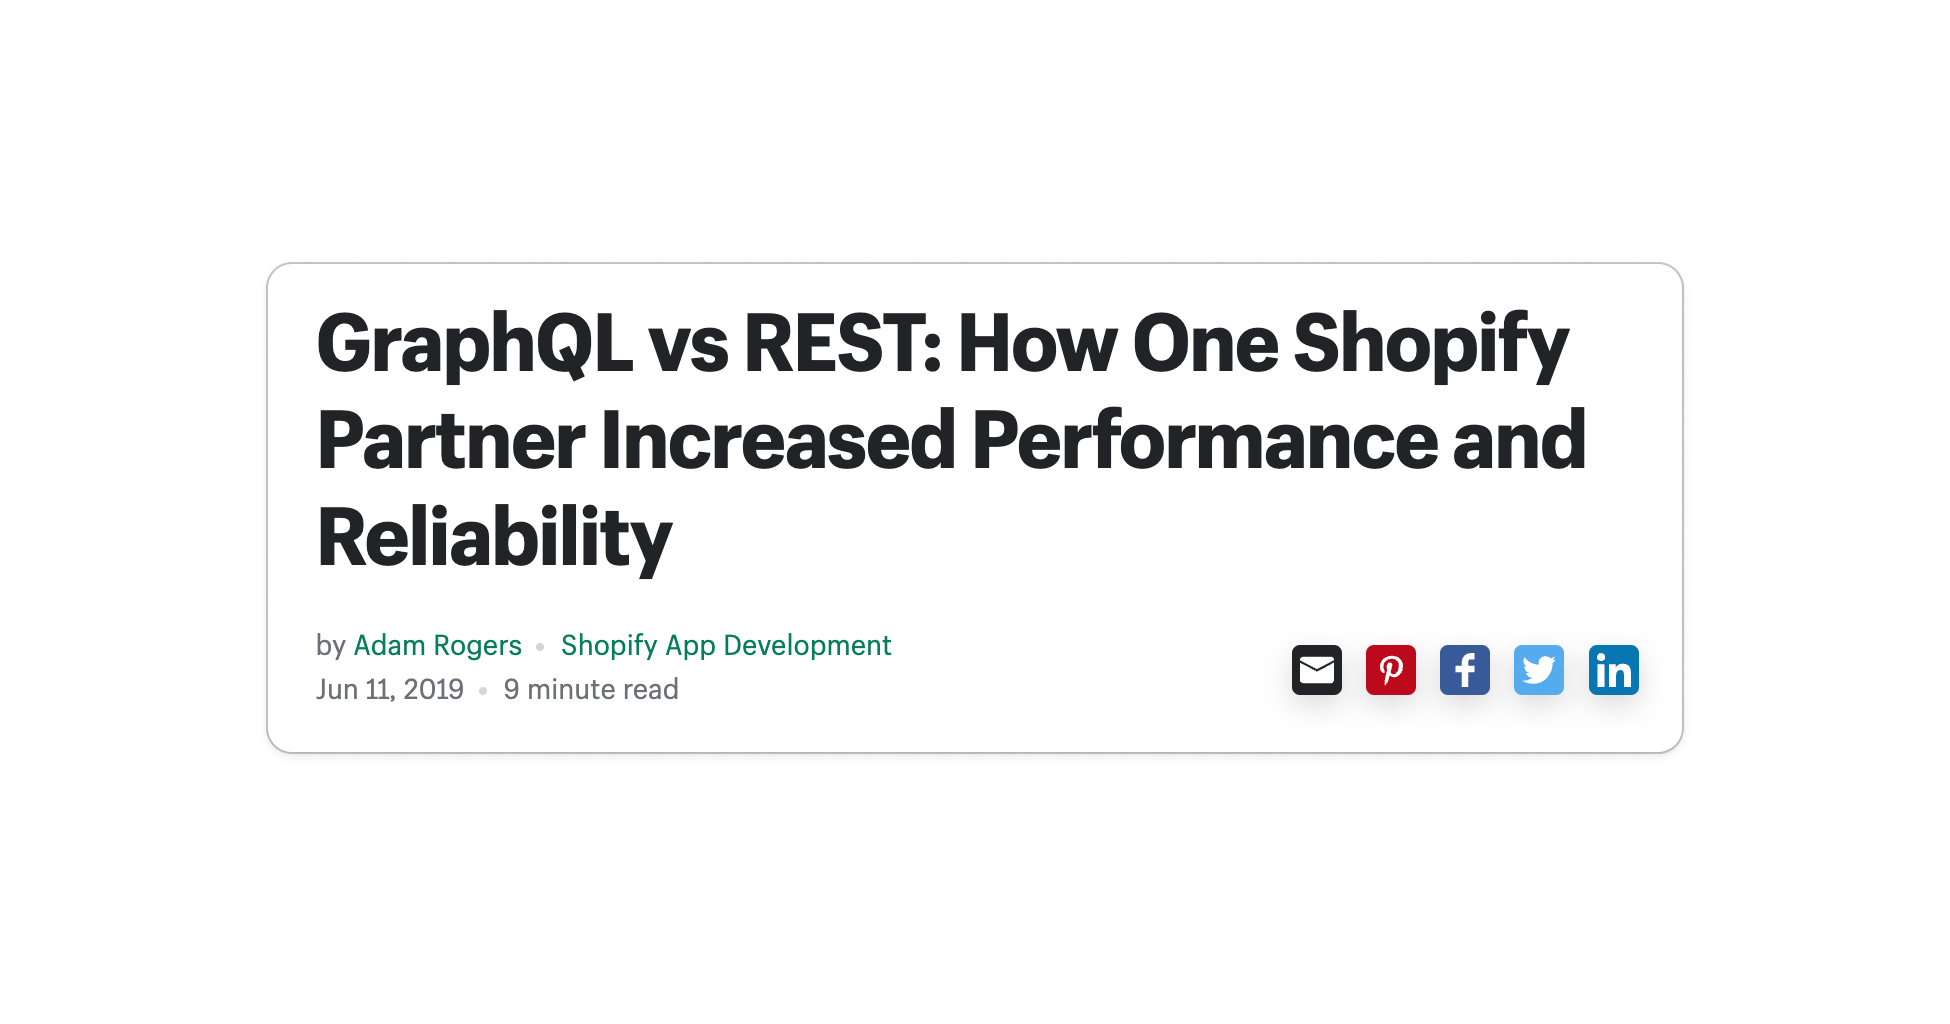 GraphQL vs REST: How One Shopify
Partner Increased Performance and
Reliability
by Adam Rogers • Shopify App Development
Jun 11, 2019 • 9 minute read
in